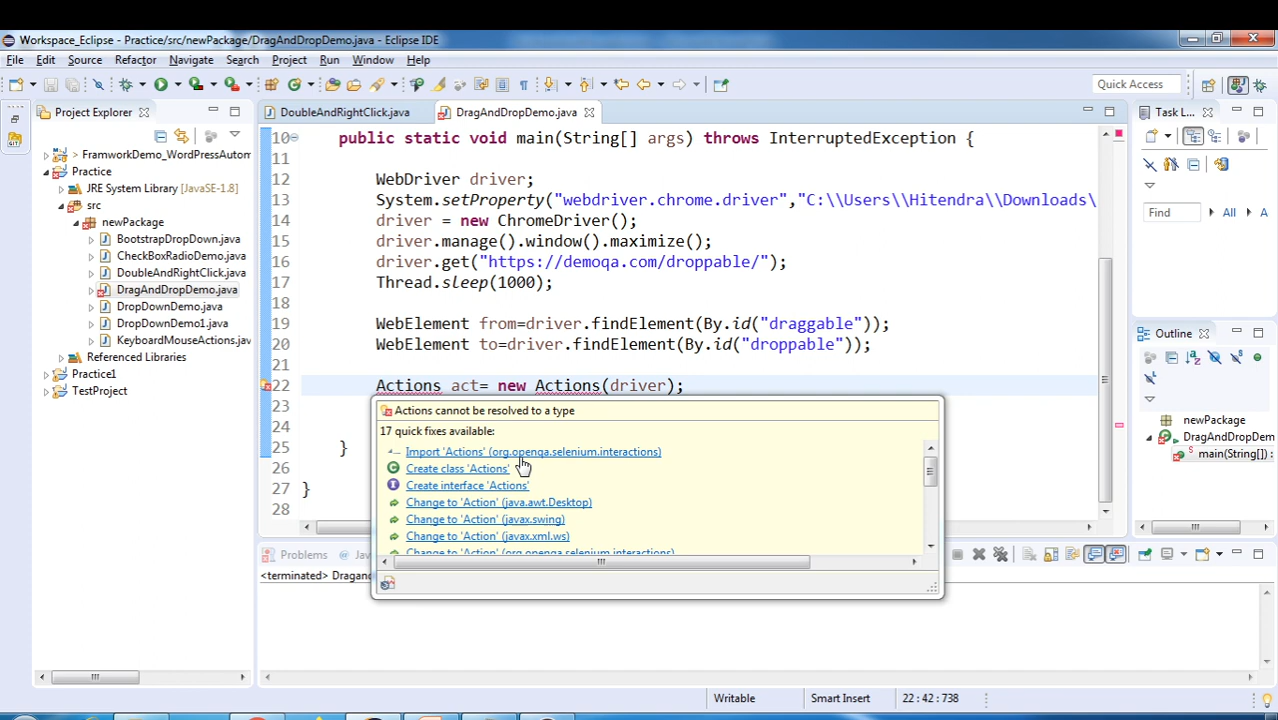 Workspace_Eclipse - Practice/src/newPackage/DragAndDropDemo.java - Eclipse IDE
File Edit Source Refactor Navigate Search Project Run Window Help
Quick Access
Project Explorer
DoubleAndRightClick.java
DragAndDropDemo.java
Task L...
> FramworkDemo_WordPressAutom
Practice
JRE System Library [JavaSE-1.8]
src
newPackage
BootstrapDropDown.java
CheckBoxRadioDemo.java
DoubleAndRightClick.java
DragAndDropDemo.java
DropDownDemo.java
DropDownDemo1.java
KeyboardMouseActions.jav
Referenced Libraries
Practice1
TestProject
10 public static void main(String[] args) throws InterruptedException {
11
12 WebDriver driver;
13 System.setProperty("webdriver.chrome.driver","C:\\Users\\Hitendra\\Downloads\
14 driver = new ChromeDriver();
15 driver.manage().window().maximize();
16 driver.get("https://demoqa.com/droppable/");
17 Thread.sleep(1000);
18
19 WebElement from=driver.findElement(By.id("draggable"));
20 WebElement to=driver.findElement(By.id("droppable"));
21
22 Actions act= new Actions(driver);
23
24
25 }
26
27 }
28
Actions cannot be resolved to a type
17 quick fixes available:
Import 'Actions' (org.openqa.selenium.interactions)
Create class 'Actions'
Create interface 'Actions'
Change to 'Action' (java.awt.Desktop)
Change to 'Action' (javax.swing)
Change to 'Action' (javax.xml.ws)
Change to 'Action' (org.openqa.selenium.interactions)
Find All A
Outline
newPackage
DragAndDropDem
main(String[]) :
Problems Jav
<terminated> Dragan
Writable Smart Insert 22 : 42 : 738